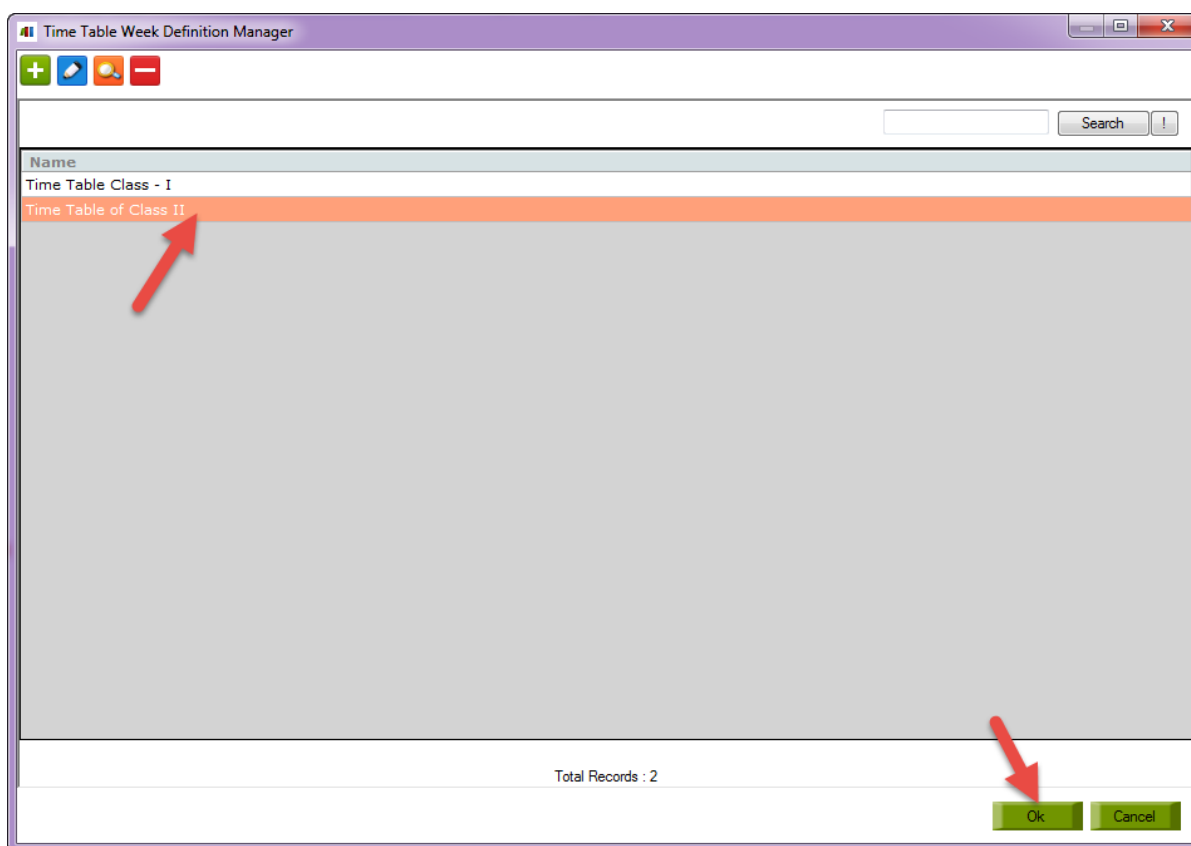 Time Table Week Definition Manager
Search !
Name
Time Table Class - I
Time Table of Class II
Total Records : 2
Ok Cancel